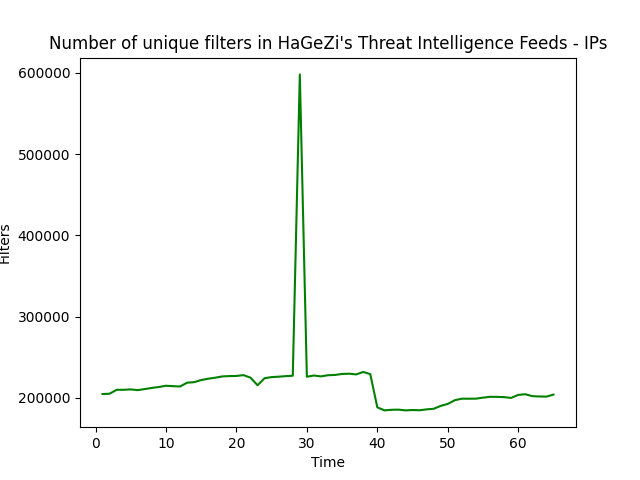 Number of unique filters in HaGeZi's Threat Intelligence Feeds - IPs
600000
500000
400000
300000
200000
Filters
0 10 20 30 40 50 60
Time